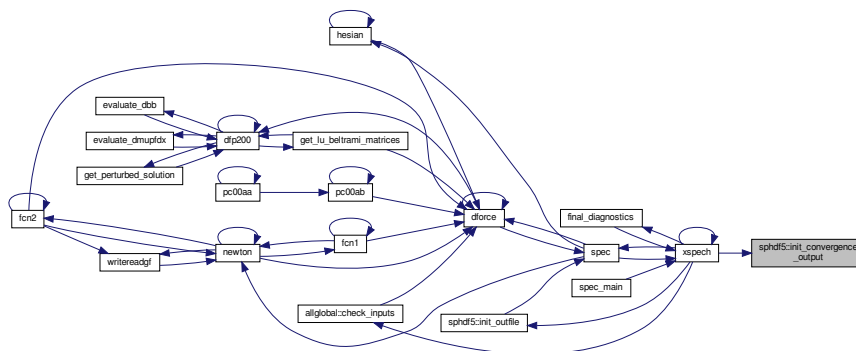 hesian
evaluate_dbb
evaluate_dmupfdx
dfp200
get_lu_beltrami_matrices
get_perturbed_solution
pc00aa
pc00ab
fcn2
dforce
final_diagnostics
fcn1
newton
writereadgf
spec
xspech
sphdf5::init_convergence
_output
spec_main
allglobal::check_inputs
sphdf5::init_outfile